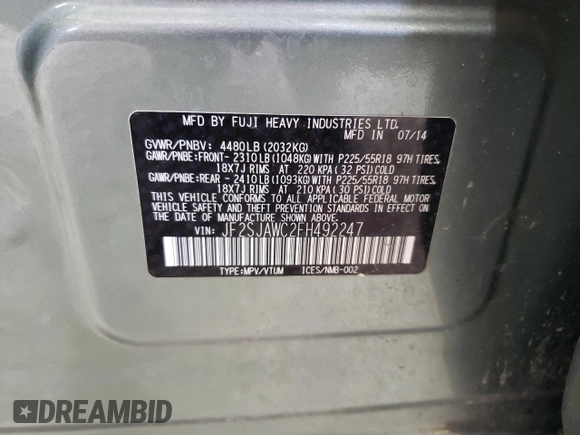 MFD BY FUJI HEAVY INDUSTRIES LTD.
MFD IN 07/14
GVWR/PNBV: 4480LB (2032KG)
GAWR/PNBE:FRONT-2310LB(1048KG)WITH P225/55R18 97H TIRES,
18X7J RIMS AT 220 KPA ( 32 PSI) COLD
GAWR/PNBE:REAR -2410LB(1093KG)WITH P225/55R18 97H TIRES,
18X7J RIMS AT 210 KPA ( 30 PSI) COLD
THIS VEHICLE CONFORMS TO ALL APPLICABLE FEDERAL MOTOR
VEHICLE SAFETY AND THEFT PREVENTION STANDARDS IN EFFECT
ON THE DATE OF MANUFACTURE SHOWN ABOVE.
VIN: JF2SJAWC2FH492247
TYPE:MPV/VTUM ICES/NMB-002
DREAMBID